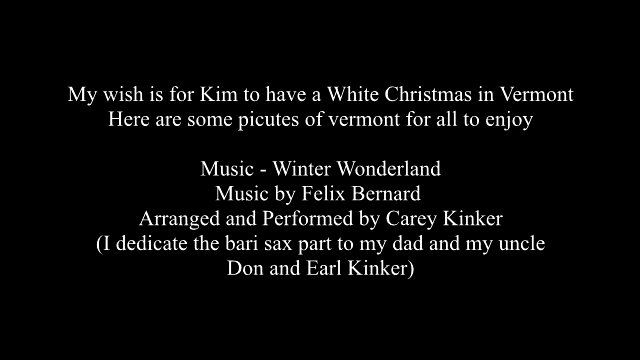 My wish is for Kim to have a White Christmas in Vermont
Here are some picutes of vermont for all to enjoy
Music - Winter Wonderland
Music by Felix Bernard
Arranged and Performed by Carey Kinker
(I dedicate the bari sax part to my dad and my uncle
Don and Earl Kinker)